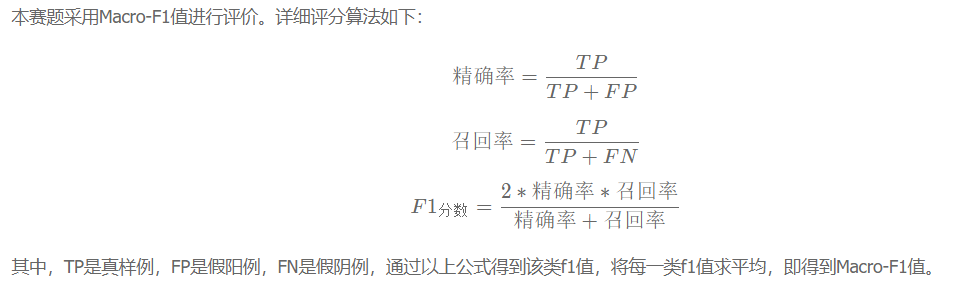 本赛题采用Macro-F1值进行评价。详细评分算法如下：
精确率 = TP / (TP + FP)
召回率 = TP / (TP + FN)
F1分数 = 2 * 精确率 * 召回率 / (精确率 + 召回率)
其中，TP是真样例，FP是假阳例，FN是假阴例，通过以上公式得到该类f1值，将每一类f1值求平均，即得到Macro-F1值。